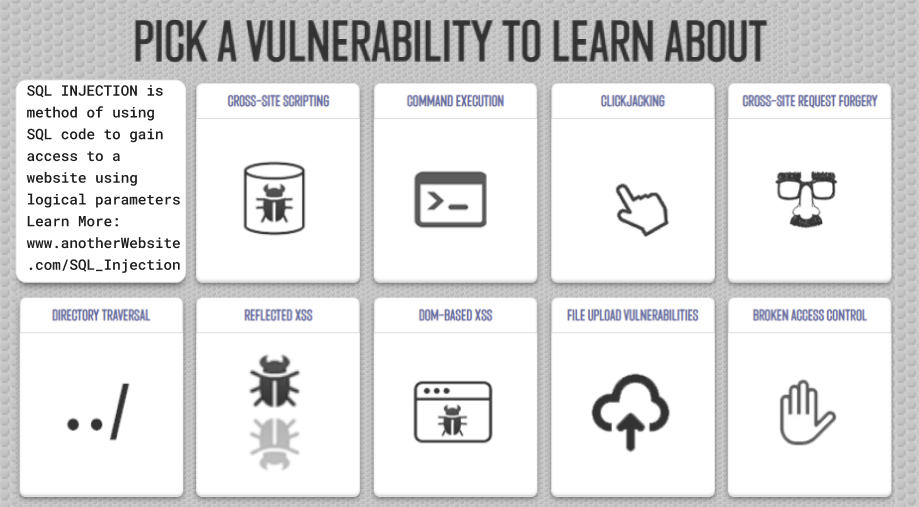 PICK A VULNERABILITY TO LEARN ABOUT
SQL INJECTION is
method of using
SQL code to gain
access to a
website using
logical parameters
Learn More:
www.anotherWebsite
.com/SQL_Injection
CROSS-SITE SCRIPTING
COMMAND EXECUTION
>_
CLICKJACKING
CROSS-SITE REQUEST FORGERY
DIRECTORY TRAVERSAL
../
REFLECTED XSS
DOM-BASED XSS
FILE UPLOAD VULNERABILITIES
BROKEN ACCESS CONTROL